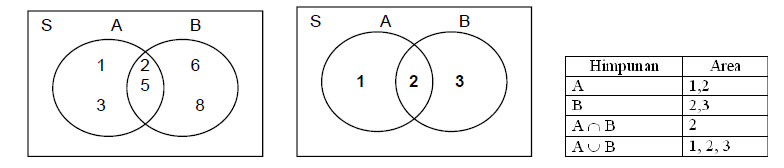 S A B
1 2 6
5
3 8
S A B
1 2 3
Himpunan Area
A 1,2
B 2,3
A ∩ B 2
A ∪ B 1, 2, 3